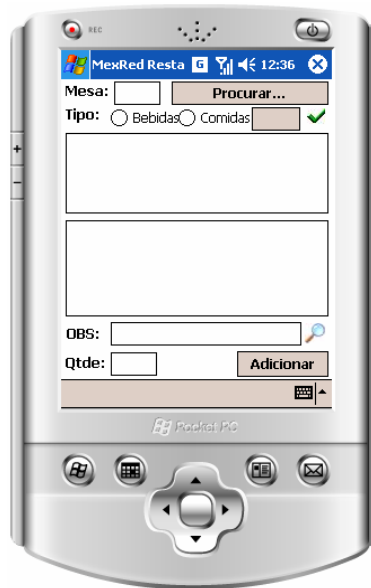 REC
MexRed Resta G 12:36
Mesa: Procurar...
Tipo: Bebidas Comidas
OBS:
Qtde: Adicionar
Pocket PC